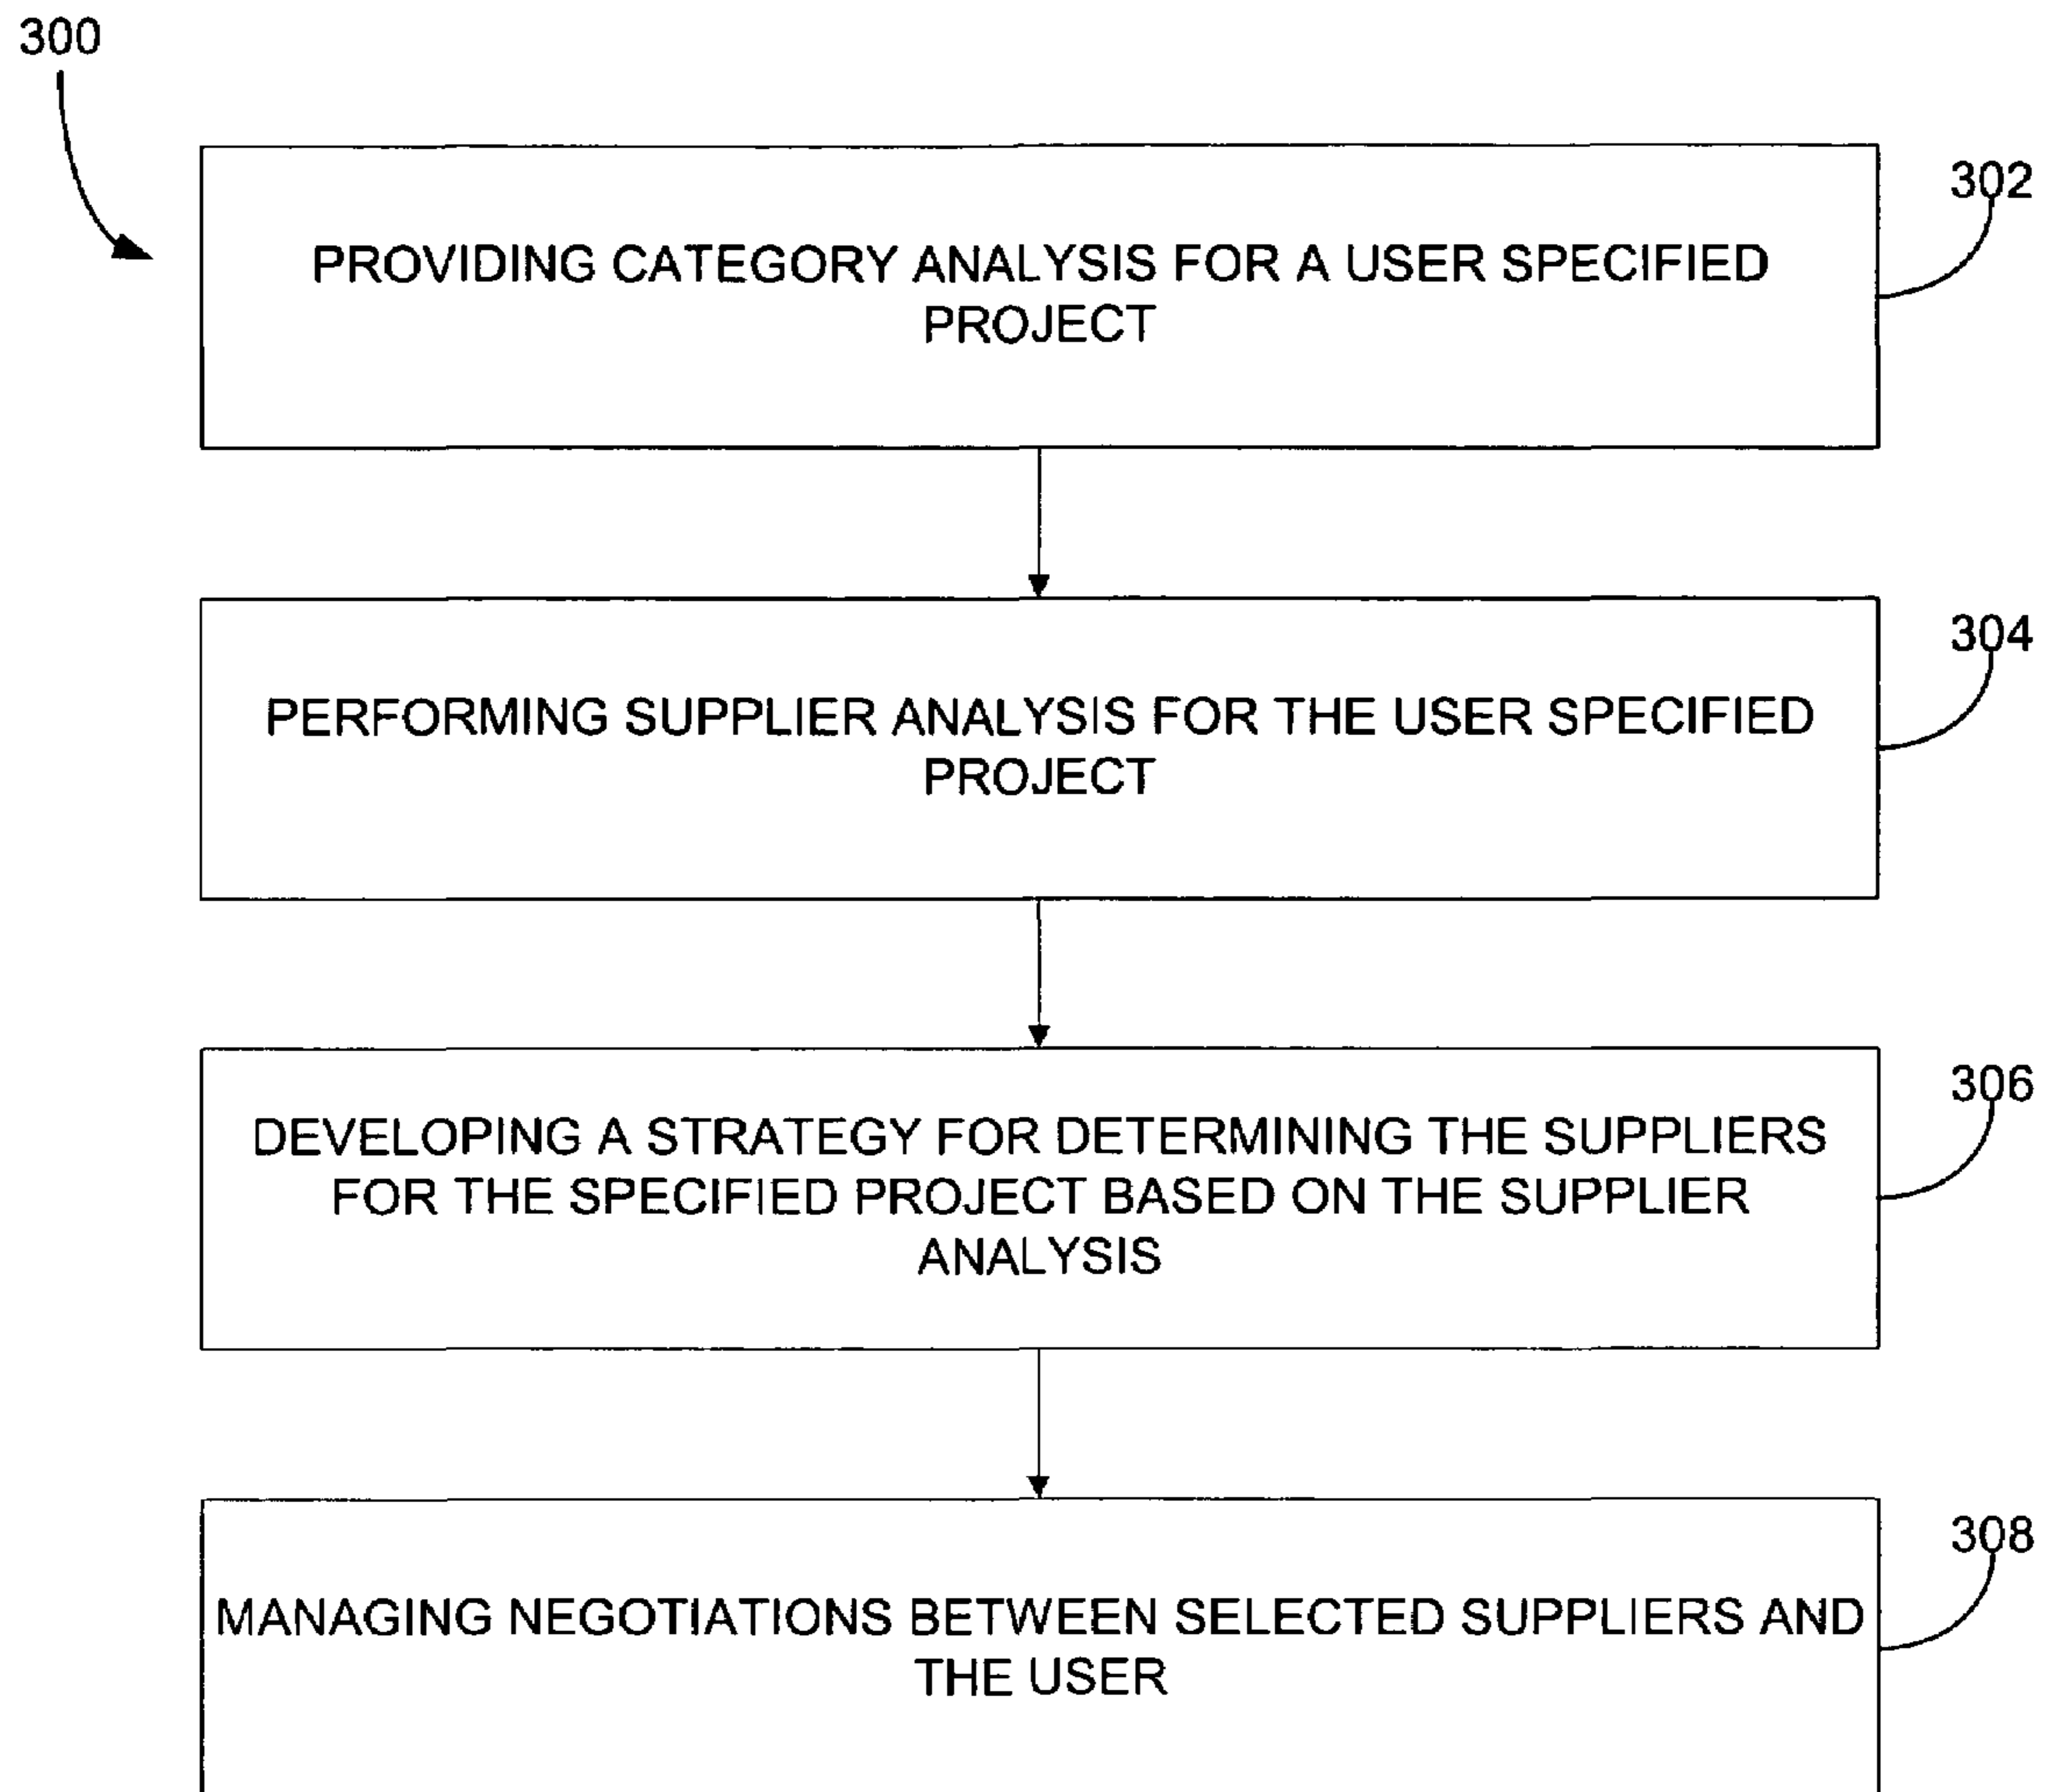 300
302
PROVIDING CATEGORY ANALYSIS FOR A USER SPECIFIED
PROJECT
304
PERFORMING SUPPLIER ANALYSIS FOR THE USER SPECIFIED
PROJECT
306
DEVELOPING A STRATEGY FOR DETERMINING THE SUPPLIERS
FOR THE SPECIFIED PROJECT BASED ON THE SUPPLIER
ANALYSIS
308
MANAGING NEGOTIATIONS BETWEEN SELECTED SUPPLIERS AND
THE USER